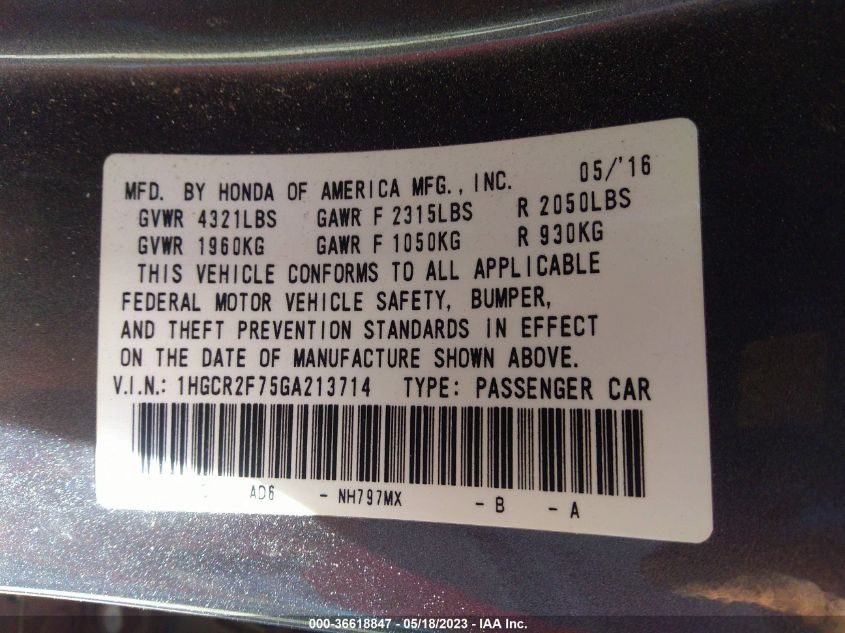 MFD. BY HONDA OF AMERICA MFG., INC. 05/'16
GVWR 4321LBS GAWR F 2315LBS R 2050LBS
GVWR 1960KG GAWR F 1050KG R 930KG
THIS VEHICLE CONFORMS TO ALL APPLICABLE
FEDERAL MOTOR VEHICLE SAFETY, BUMPER,
AND THEFT PREVENTION STANDARDS IN EFFECT
ON THE DATE OF MANUFACTURE SHOWN ABOVE.
V.I.N.: 1HGCR2F75GA213714 TYPE: PASSENGER CAR
AD6 - NH797MX - B - A
000-36618847 - 05/18/2023 - IAA Inc.